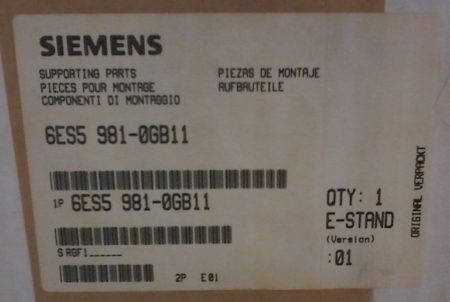 SIEMENS
SUPPORTING PARTS PIEZAS DE MONTAJE
PIECES POUR MONTAGE AUFBAUTEILE
COMPONENTI DI MONTAGGIO
6ES5 981-0GB11
1P 6ES5 981-0GB11
QTY: 1
E-STAND
(Version)
:01
S RGF1______
2P E01
ORIGINAL VERPACKT